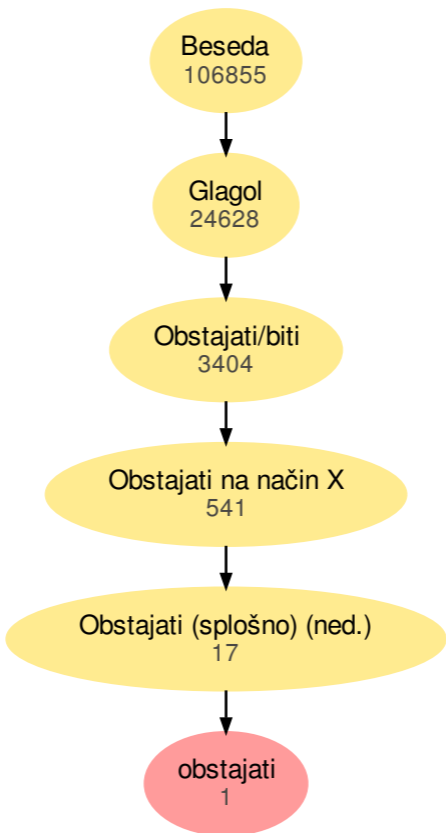 Beseda
106855
Glagol
24628
Obstajati/biti
3404
Obstajati na način X
541
Obstajati (splošno) (ned.)
17
obstajati
1